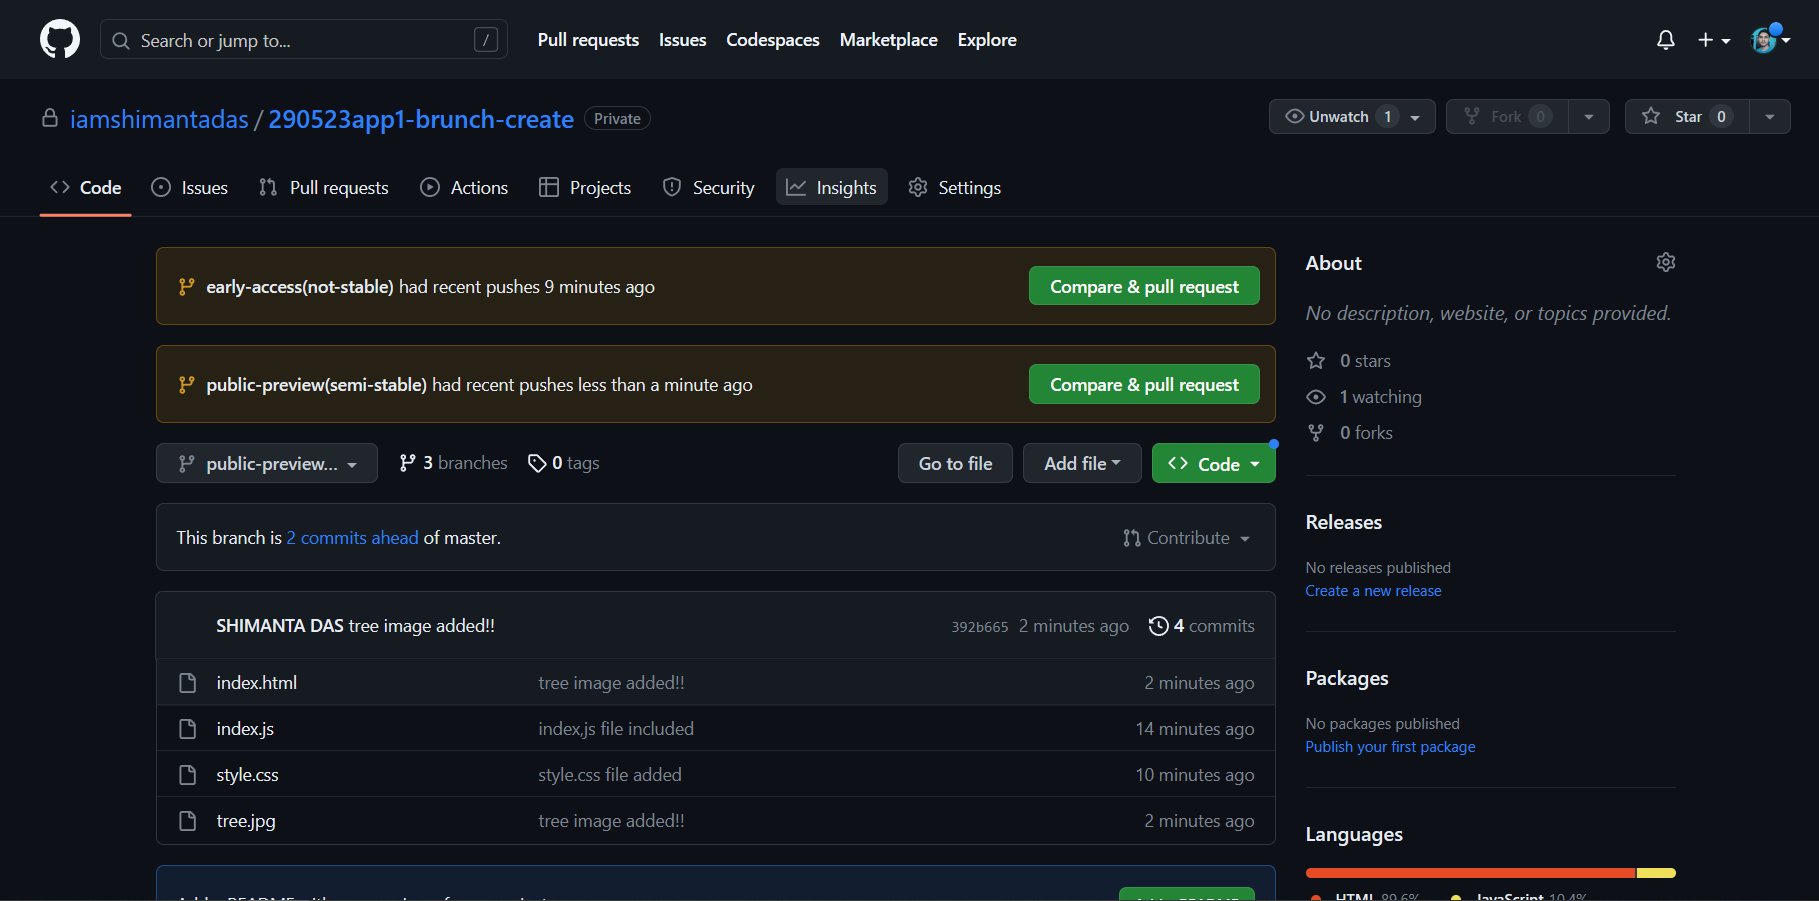 Search or jump to... / Pull requests Issues Codespaces Marketplace Explore
iamshimantadas / 290523app1-brunch-create Private Unwatch 1 Fork 0 Star 0
Code Issues Pull requests Actions Projects Security Insights Settings
early-access(not-stable) had recent pushes 9 minutes ago Compare & pull request
public-preview(semi-stable) had recent pushes less than a minute ago Compare & pull request
public-preview... 3 branches 0 tags Go to file Add file Code
This branch is 2 commits ahead of master. Contribute
SHIMANTA DAS tree image added!! 392b665 2 minutes ago 4 commits
index.html tree image added!! 2 minutes ago
index.js index,js file included 14 minutes ago
style.css style.css file added 10 minutes ago
tree.jpg tree image added!! 2 minutes ago
About
No description, website, or topics provided.
0 stars
1 watching
0 forks
Releases
No releases published
Create a new release
Packages
No packages published
Publish your first package
Languages
HTML 89.6% JavaScript 10.4%